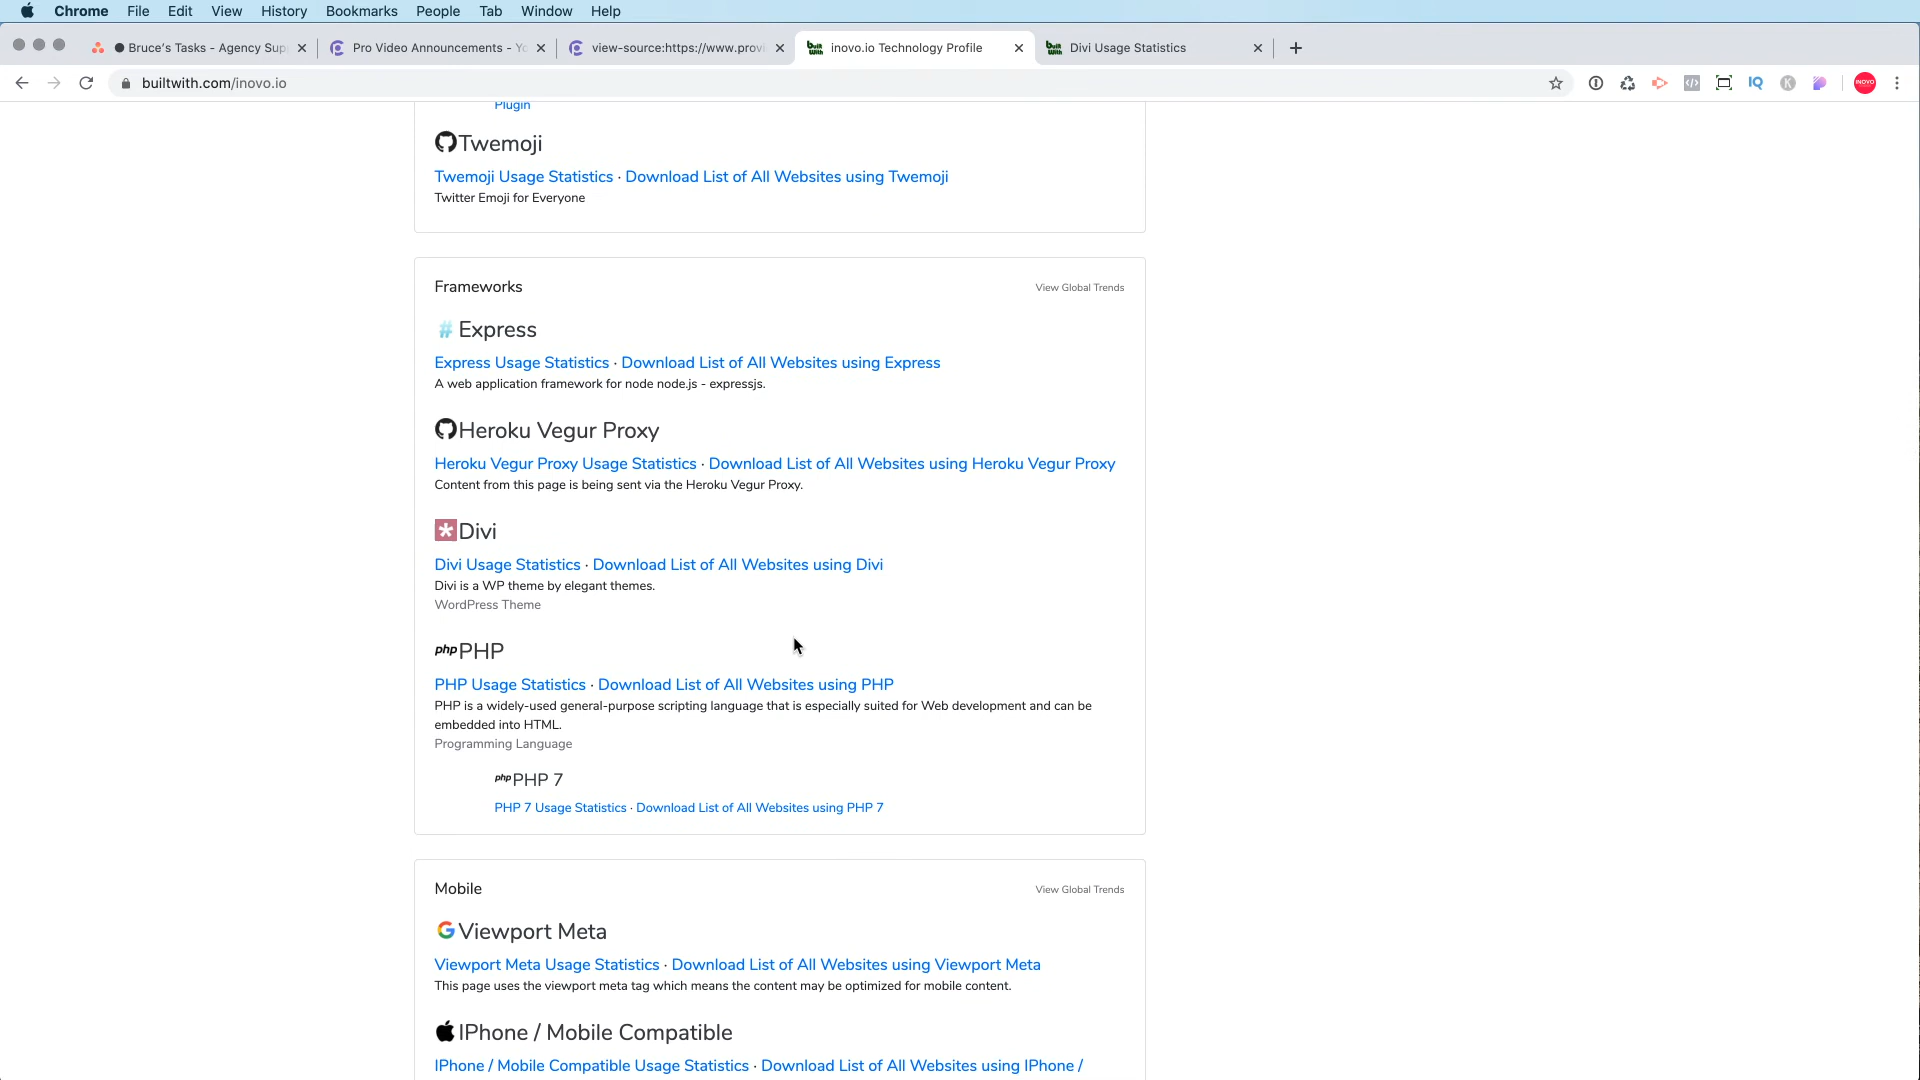 Chrome File Edit View History Bookmarks People Tab Window Help
Bruce's Tasks - Agency Sup
Pro Video Announcements - Yo
view-source:https://www.provi
inovo.io Technology Profile
Divi Usage Statistics
builtwith.com/inovo.io
Plugin
Twemoji
Twemoji Usage Statistics · Download List of All Websites using Twemoji
Twitter Emoji for Everyone
Frameworks
View Global Trends
Express
Express Usage Statistics · Download List of All Websites using Express
A web application framework for node node.js - expressjs.
Heroku Vegur Proxy
Heroku Vegur Proxy Usage Statistics · Download List of All Websites using Heroku Vegur Proxy
Content from this page is being sent via the Heroku Vegur Proxy.
Divi
Divi Usage Statistics · Download List of All Websites using Divi
Divi is a WP theme by elegant themes.
WordPress Theme
php PHP
PHP Usage Statistics · Download List of All Websites using PHP
PHP is a widely-used general-purpose scripting language that is especially suited for Web development and can be
embedded into HTML.
Programming Language
php PHP 7
PHP 7 Usage Statistics · Download List of All Websites using PHP 7
Mobile
View Global Trends
Viewport Meta
Viewport Meta Usage Statistics · Download List of All Websites using Viewport Meta
This page uses the viewport meta tag which means the content may be optimized for mobile content.
IPhone / Mobile Compatible
IPhone / Mobile Compatible Usage Statistics · Download List of All Websites using IPhone /